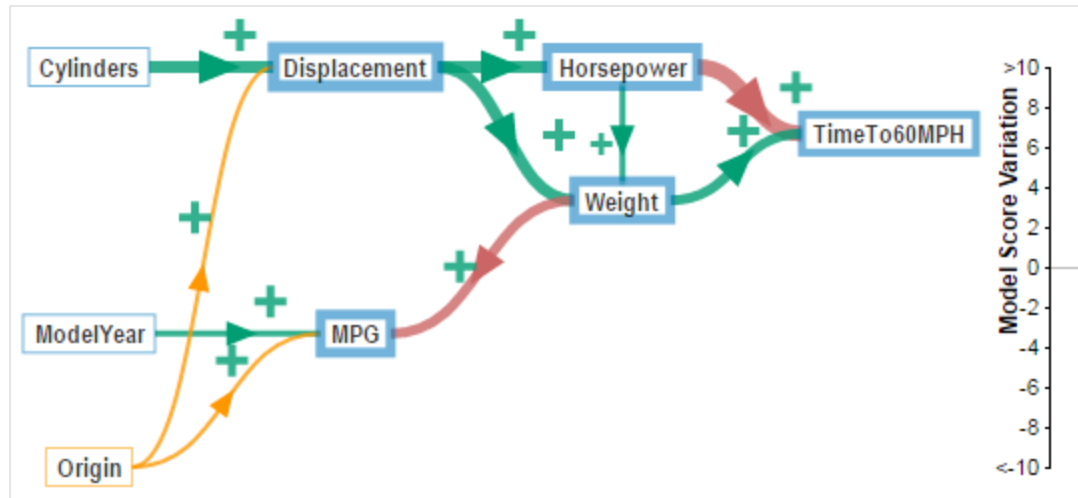 Cylinders
Displacement
Horsepower
TimeTo60MPH
Weight
ModelYear
MPG
Origin
Model Score Variation
>10
8
6
4
2
0
-2
-4
-6
-8
<-10